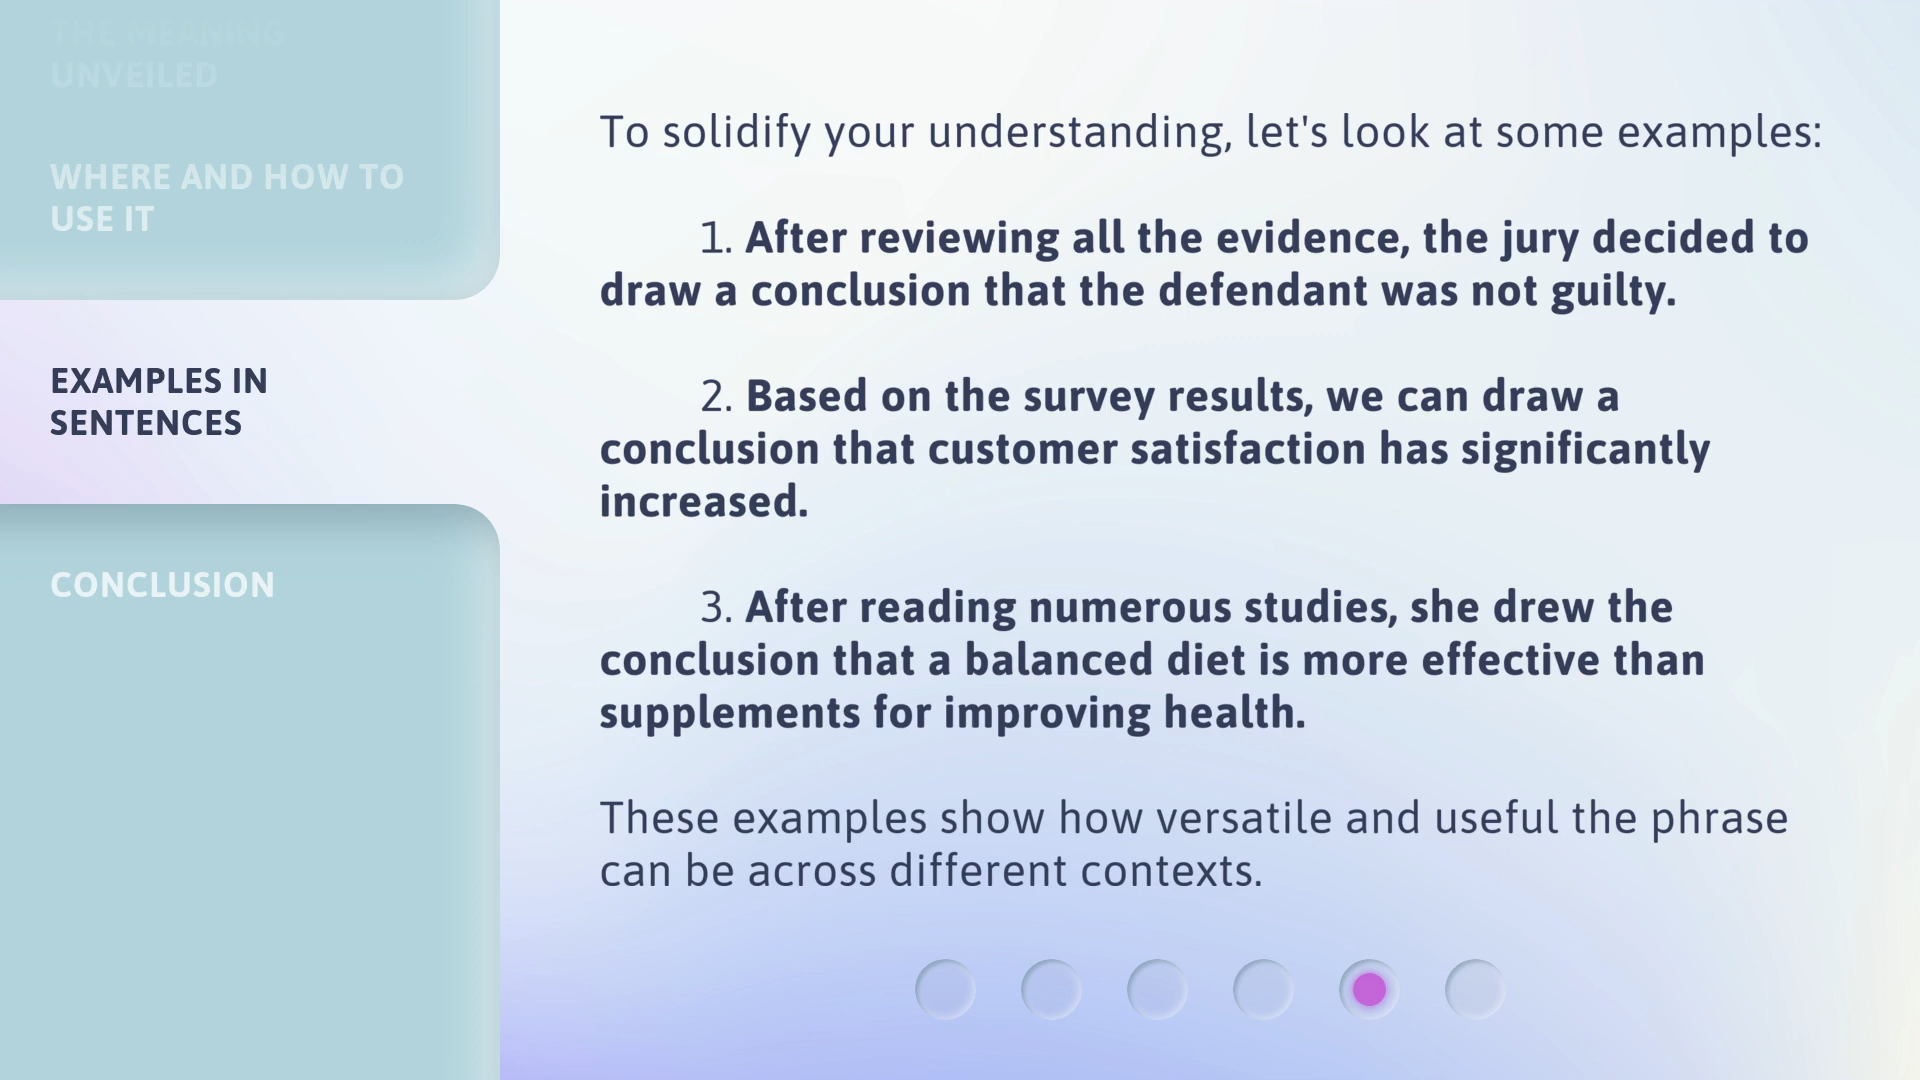 THE MEANING
UNVEILED
WHERE AND HOW TO
USE IT
EXAMPLES IN
SENTENCES
CONCLUSION
To solidify your understanding, let's look at some examples:
1. After reviewing all the evidence, the jury decided to
draw a conclusion that the defendant was not guilty.
2. Based on the survey results, we can draw a
conclusion that customer satisfaction has significantly
increased.
3. After reading numerous studies, she drew the
conclusion that a balanced diet is more effective than
supplements for improving health.
These examples show how versatile and useful the phrase
can be across different contexts.